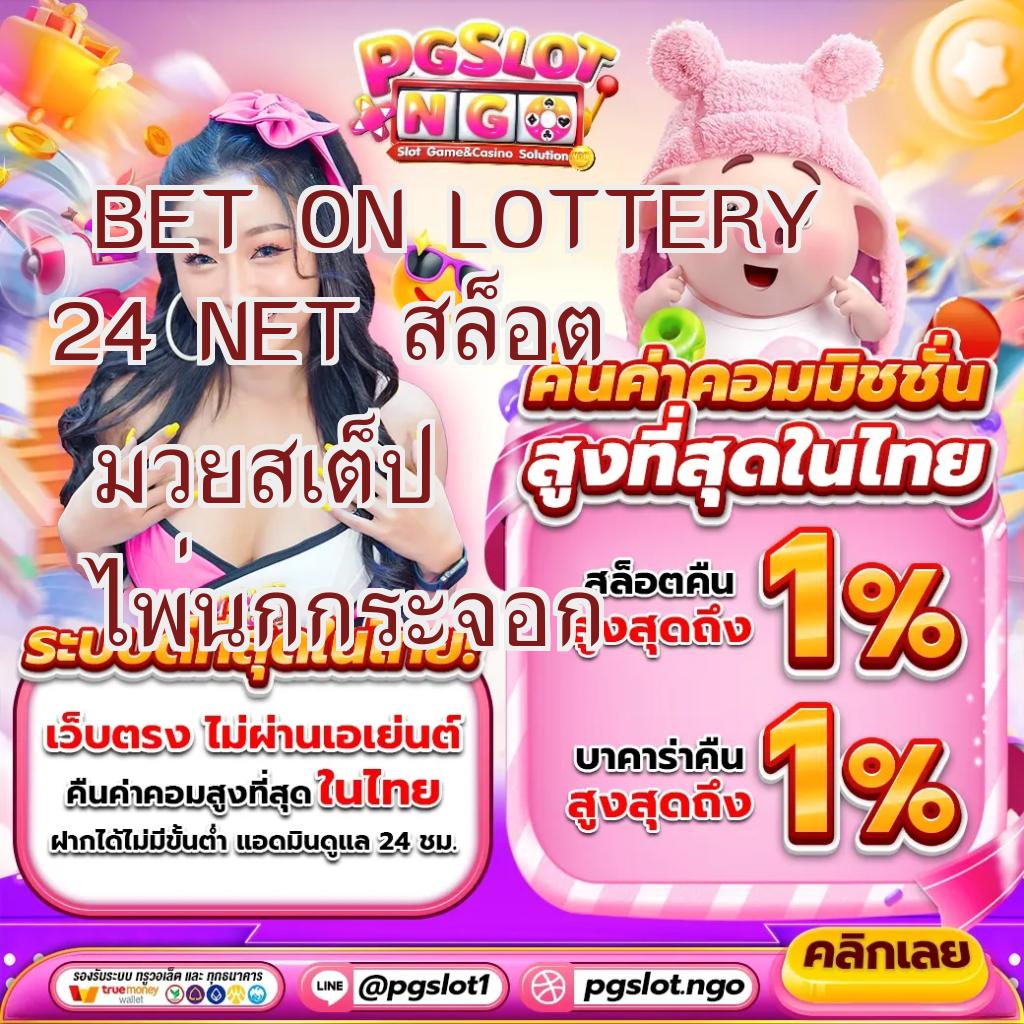 PGSLOT
NGO
Slot Game&Casino Solution
BET ON LOTTERY
24 NET สล็อต
มวยสเต็ป
ไพ่นกกระจอก
คืนค่าคอมมิชชั่น
สูงที่สุดในไทย
สล็อตคืน
สูงสุดถึง
1%
บาคาร่าคืน
สูงสุดถึง
1%
เว็บตรง ไม่ผ่านเอเย่นต์
คืนค่าคอมสูงที่สุด ในไทย
ฝากได้ไม่มีขั้นต่ำ แอดมินดูแล 24 ชม.
คลิกเลย
รองรับระบบ ทรูวอเล็ต และ ทุกธนาคาร
truemoney
wallet
LINE @pgslot1
pgslot.ngo